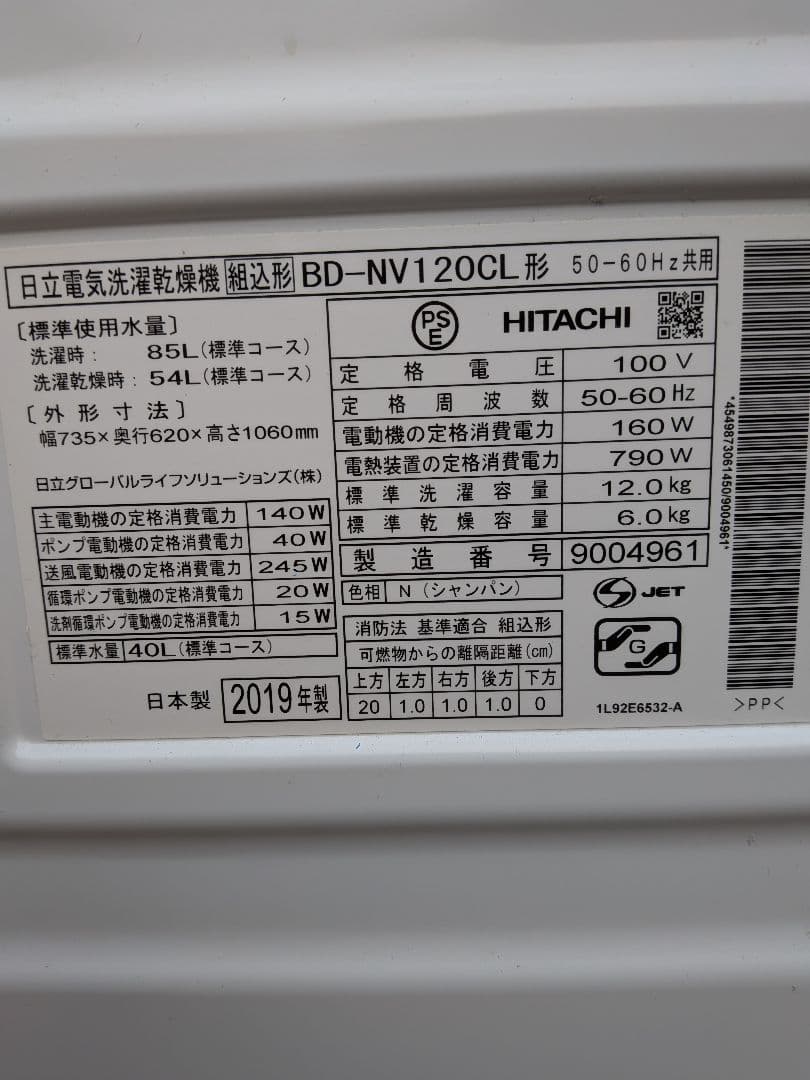 日立電気洗濯乾燥機 組込形 BD-NV120CL形 50-60Hz共用
〔標準使用水量〕
洗濯時： 85L(標準コース)
洗濯乾燥時： 54L(標準コース)
〔外形寸法〕
幅735×奥行620×高さ1060mm
日立グローバルライフソリューションズ(株)
主電動機の定格消費電力 140W
ポンプ電動機の定格消費電力 40W
送風電動機の定格消費電力 245W
循環ポンプ電動機の定格消費電力 20W
洗剤循環ポンプ電動機の定格消費電力 15W
標準水量 40L(標準コース)
日本製 2019年製
PS
E
HITACHI
定格電圧 100V
定格周波数 50-60Hz
電動機の定格消費電力 160W
電熱装置の定格消費電力 790W
標準洗濯容量 12.0kg
標準乾燥容量 6.0kg
製造番号 9004961
色相 N(シャンパン)
消防法 基準適合 組込形
可燃物からの離隔距離(cm)
上方 左方 右方 後方 下方
20 1.0 1.0 1.0 0
S JET
G
1L92E6532-A
*4549873061450/9004961*
>PP<